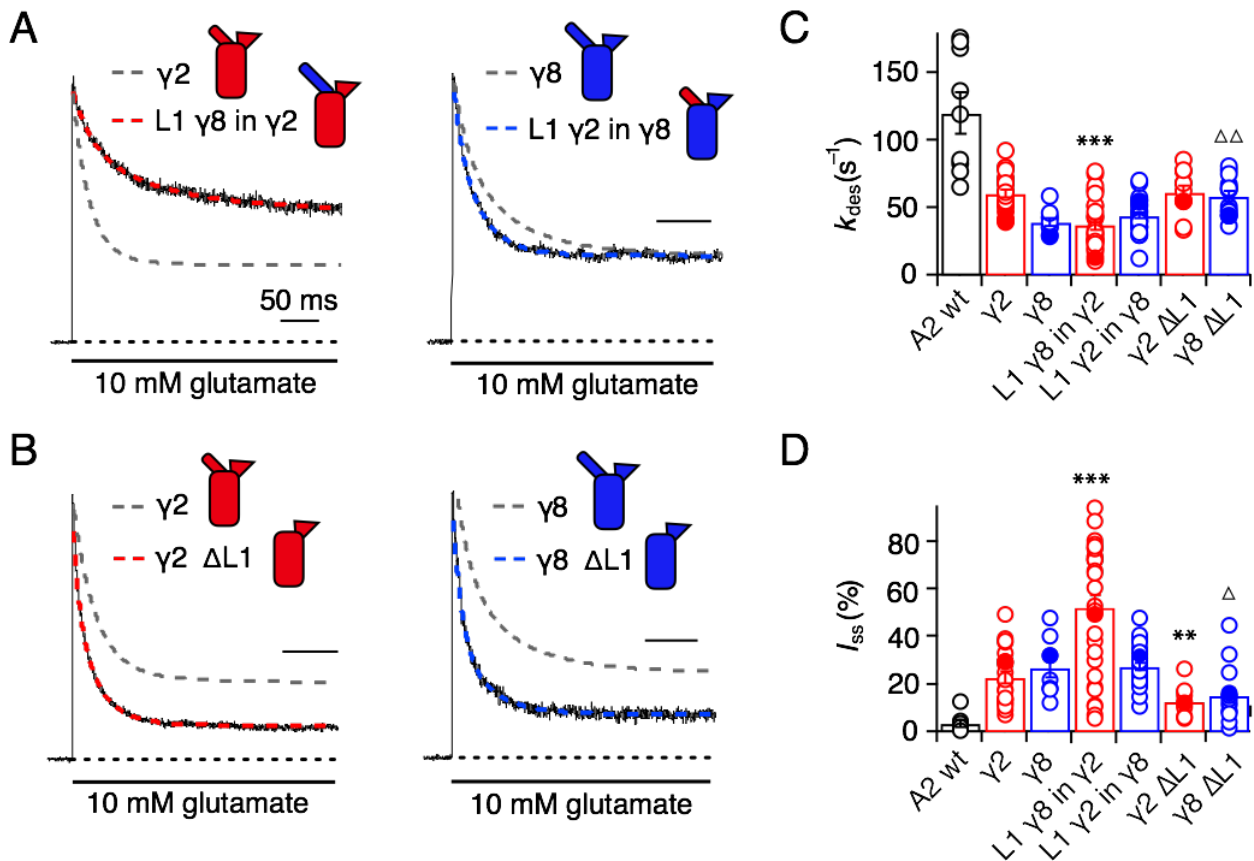 A
γ2
L1 γ8 in γ2
50 ms
10 mM glutamate
γ8
L1 γ2 in γ8
10 mM glutamate
B
γ2
γ2 ΔL1
10 mM glutamate
γ8
γ8 ΔL1
10 mM glutamate
C
kdes(s⁻¹)
150
100
50
0
***
△△
A2 wt
γ2
γ8
L1 γ8 in γ2
L1 γ2 in γ8
γ2 ΔL1
γ8 ΔL1
D
Iss(%)
80
60
40
20
0
***
**
△
A2 wt
γ2
γ8
L1 γ8 in γ2
L1 γ2 in γ8
γ2 ΔL1
γ8 ΔL1